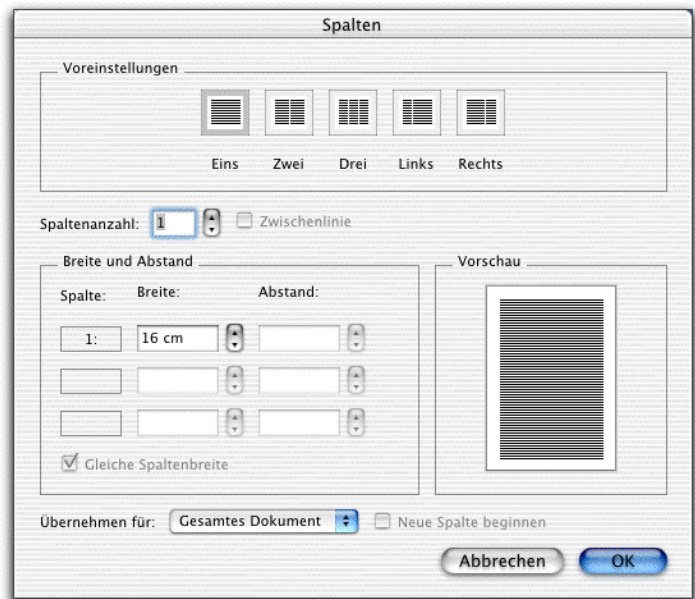 Spalten
Voreinstellungen
Eins Zwei Drei Links Rechts
Spaltenanzahl: 1 Zwischenlinie
Breite und Abstand
Spalte: Breite: Abstand:
1: 16 cm
Gleiche Spaltenbreite
Vorschau
Übernehmen für: Gesamtes Dokument Neue Spalte beginnen
Abbrechen OK